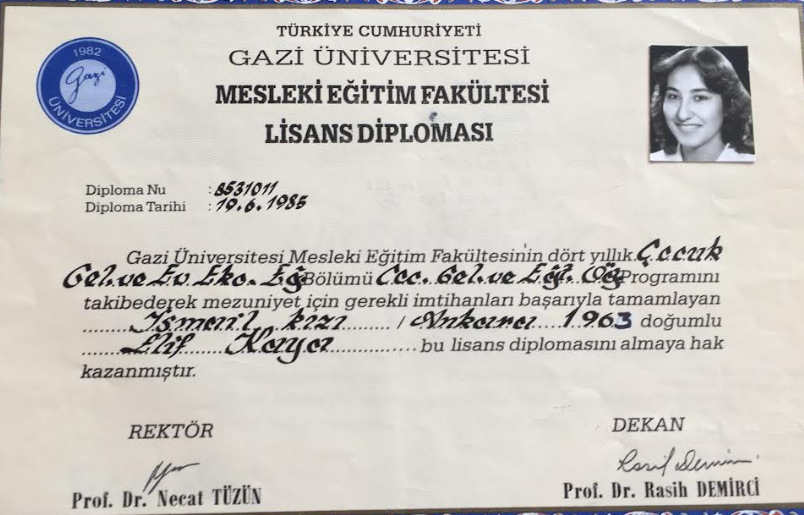 TÜRKİYE CUMHURİYETİ
GAZİ ÜNİVERSİTESİ
MESLEKİ EĞİTİM FAKÜLTESİ
LİSANS DİPLOMASI
1982
Gazi
ÜNİVERSİTESİ
Diploma Nu : 8531011
Diploma Tarihi : 19.6.1985
Gazi Üniversitesi Mesleki Eğitim Fakültesinin dört yıllık Çocuk
Gel.ve Ev Eko. Eğ Bölümü Çoc. Gel.ve Eğt. Öğ Programını
takibederek mezuniyet için gerekli imtihanları başarıyla tamamlayan
........İsmail kızı....... / Ankara....1963 doğumlu
......Elif.....Kaya............... bu lisans diplomasını almaya hak
kazanmıştır.
REKTÖR
Prof. Dr. Necat TÜZÜN
DEKAN
Rasih Demirci
Prof. Dr. Rasih DEMİRCİ